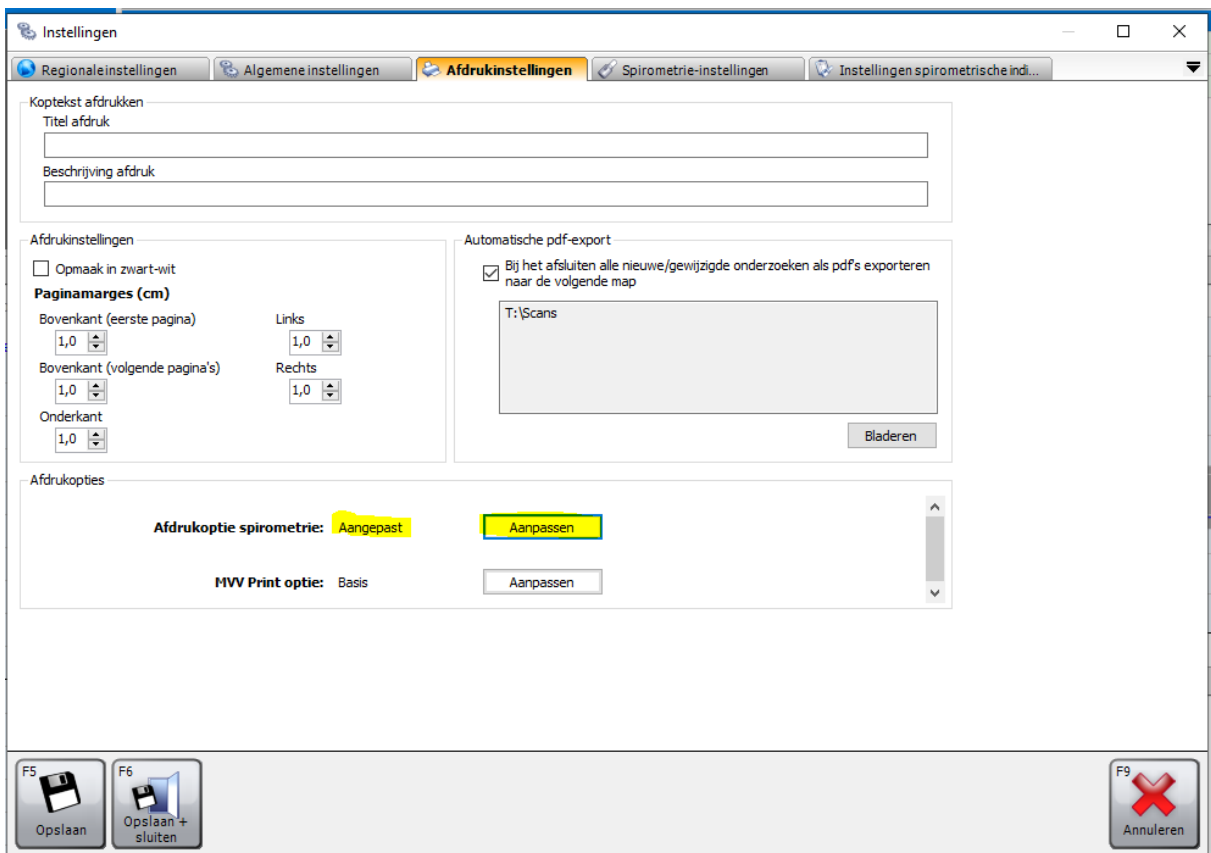 Instellingen
Regionale instellingen
Algemene instellingen
Afdrukinstellingen
Spirometrie-instellingen
Instellingen spirometrische indi...
Koptekst afdrukken
Titel afdruk
Beschrijving afdruk
Afdrukinstellingen
Opmaak in zwart-wit
Paginamarges (cm)
Bovenkant (eerste pagina)
Links
1,0
1,0
Bovenkant (volgende pagina's)
Rechts
1,0
1,0
Onderkant
1,0
Automatische pdf-export
Bij het afsluiten alle nieuwe/gewijzigde onderzoeken als pdf's exporteren
naar de volgende map
T:\Scans
Bladeren
Afdrukopties
Afdrukoptie spirometrie: Aangepast Aanpassen
MVV Print optie: Basis Aanpassen
F5
Opslaan
F6
Opslaan +
sluiten
F9
Annuleren